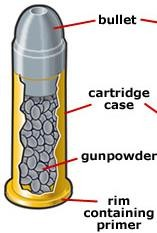 bullet
cartridge
case
gunpowder
rim
containing
primer